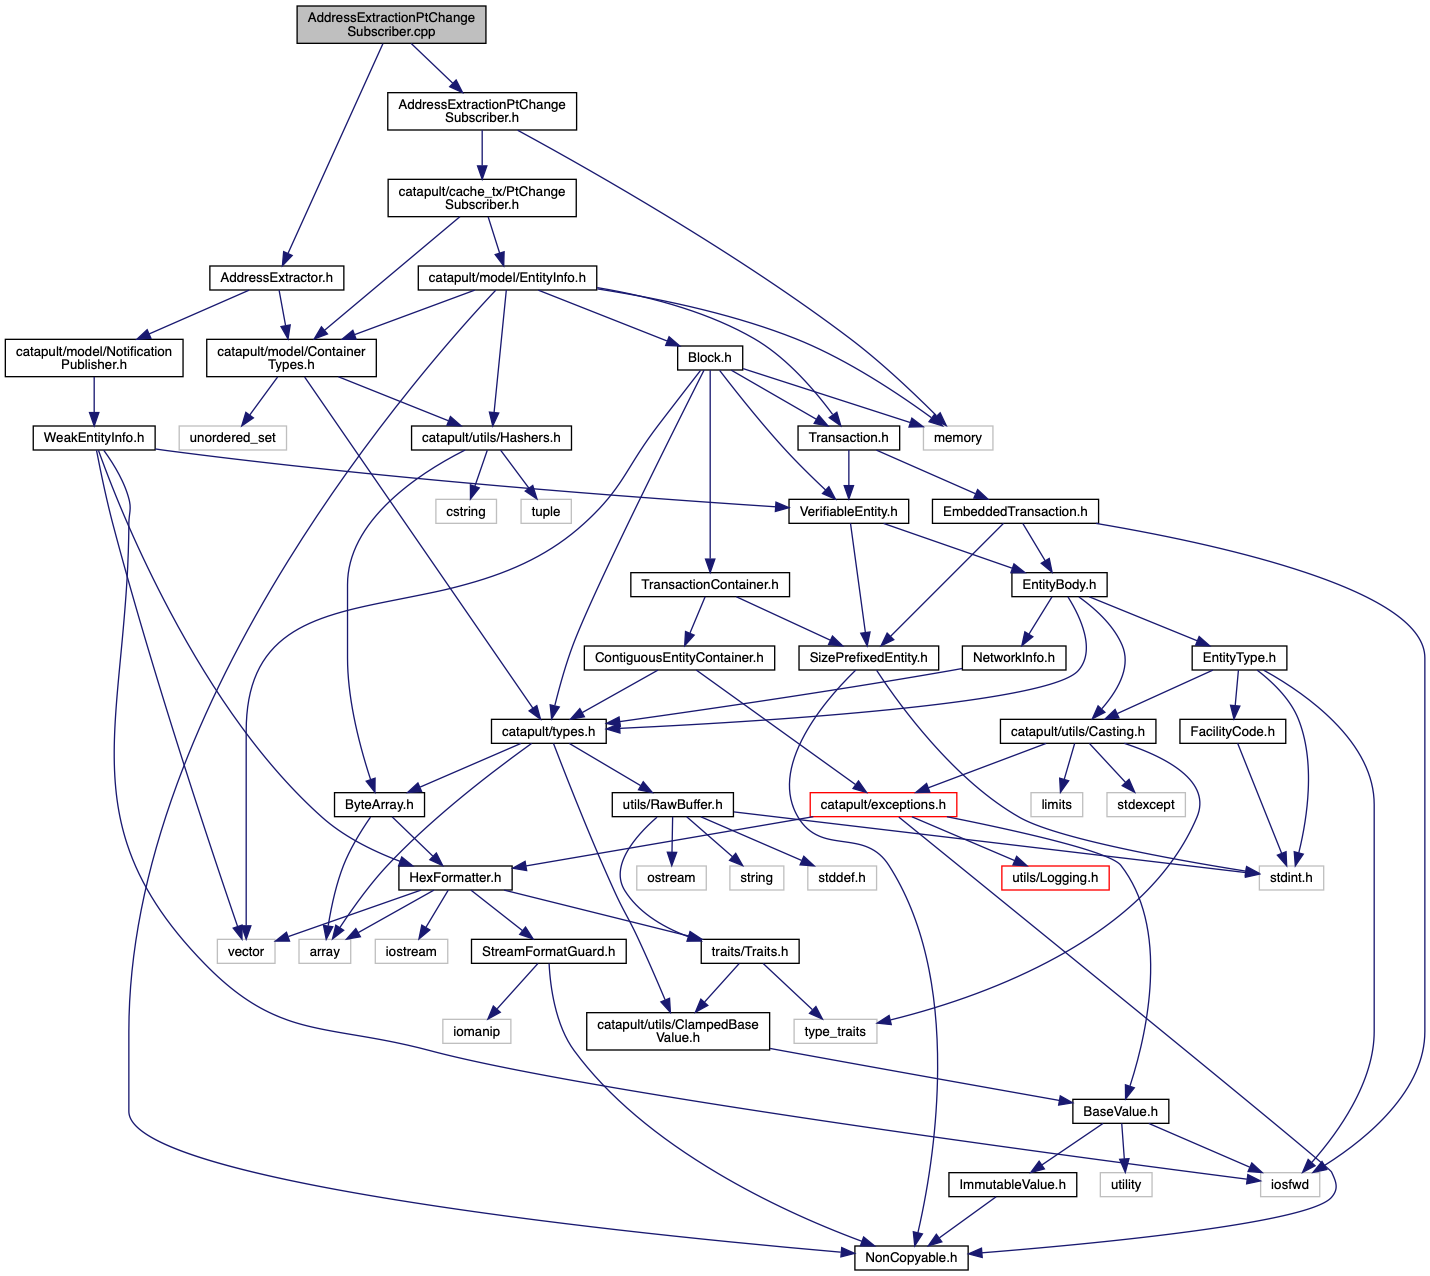 AddressExtractionPtChange
Subscriber.cpp
AddressExtractionPtChange
Subscriber.h
catapult/cache_tx/PtChange
Subscriber.h
AddressExtractor.h
catapult/model/EntityInfo.h
catapult/model/Notification
Publisher.h
catapult/model/Container
Types.h
Block.h
WeakEntityInfo.h
unordered_set
catapult/utils/Hashers.h
Transaction.h
memory
cstring
tuple
VerifiableEntity.h
EmbeddedTransaction.h
TransactionContainer.h
EntityBody.h
ContiguousEntityContainer.h
SizePrefixedEntity.h
NetworkInfo.h
EntityType.h
catapult/types.h
catapult/utils/Casting.h
FacilityCode.h
ByteArray.h
utils/RawBuffer.h
catapult/exceptions.h
limits
stdexcept
HexFormatter.h
ostream
string
stddef.h
utils/Logging.h
stdint.h
vector
array
iostream
StreamFormatGuard.h
traits/Traits.h
iomanip
catapult/utils/ClampedBase
Value.h
type_traits
BaseValue.h
ImmutableValue.h
utility
iosfwd
NonCopyable.h